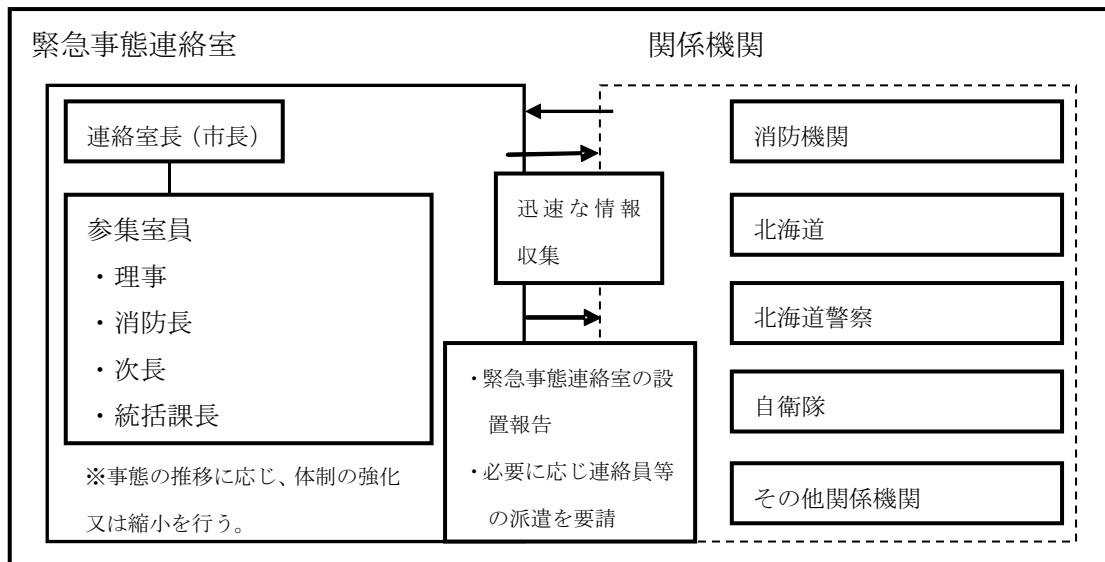 緊急事態連絡室
関係機関
連絡室長（市長）
参集室員
・理事
・消防長
・次長
・統括課長
※事態の推移に応じ、体制の強化
又は縮小を行う。
迅速な情報
収集
・緊急事態連絡室の設
置報告
・必要に応じ連絡員等
の派遣を要請
消防機関
北海道
北海道警察
自衛隊
その他関係機関